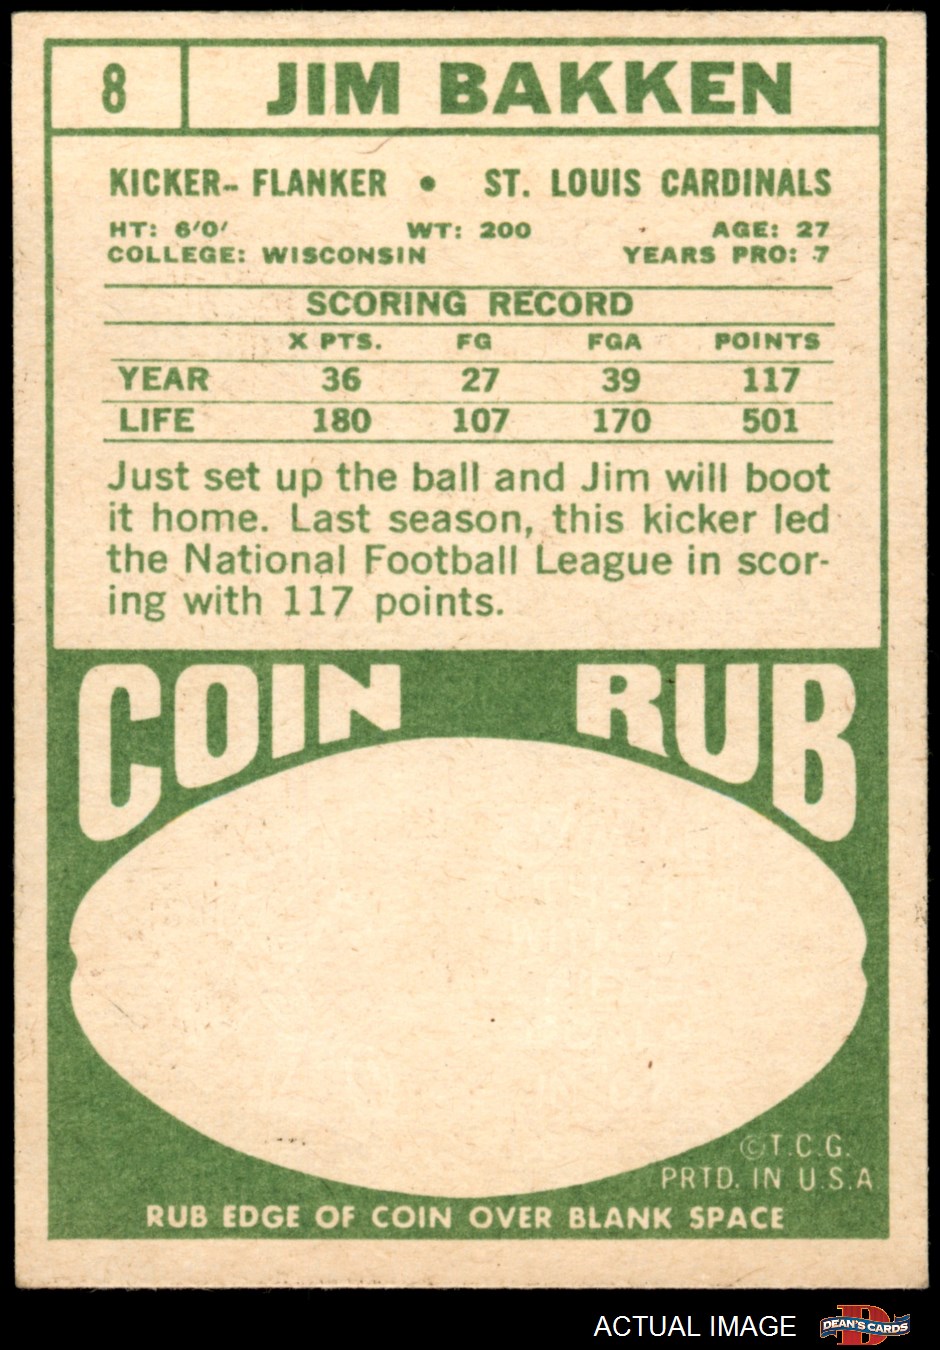 8 JIM BAKKEN
KICKER- FLANKER • ST. LOUIS CARDINALS
HT: 6'0' WT: 200 AGE: 27
COLLEGE: WISCONSIN YEARS PRO: 7
SCORING RECORD
X PTS. FG FGA POINTS
YEAR 36 27 39 117
LIFE 180 107 170 501
Just set up the ball and Jim will boot
it home. Last season, this kicker led
the National Football League in scor-
ing with 117 points.
COIN RUB
©T.C.G.
PRTD. IN U.S.A
RUB EDGE OF COIN OVER BLANK SPACE
ACTUAL IMAGE
D
DEAN'S CARDS